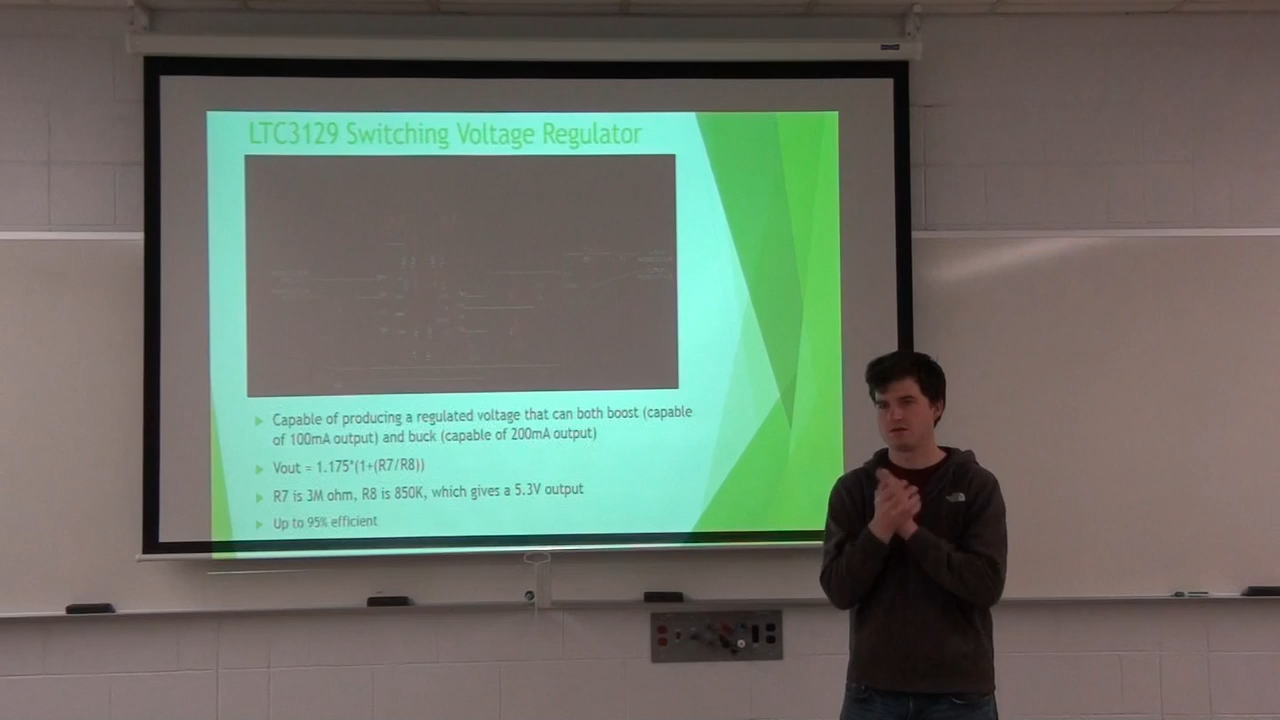 LTC3129 Switching Voltage Regulator
Capable of producing a regulated voltage that can both boost (capable
of 100mA output) and buck (capable of 200mA output)
Vout = 1.175*(1+(R7/R8))
R7 is 3M ohm, R8 is 850K, which gives a 5.3V output
Up to 95% efficient